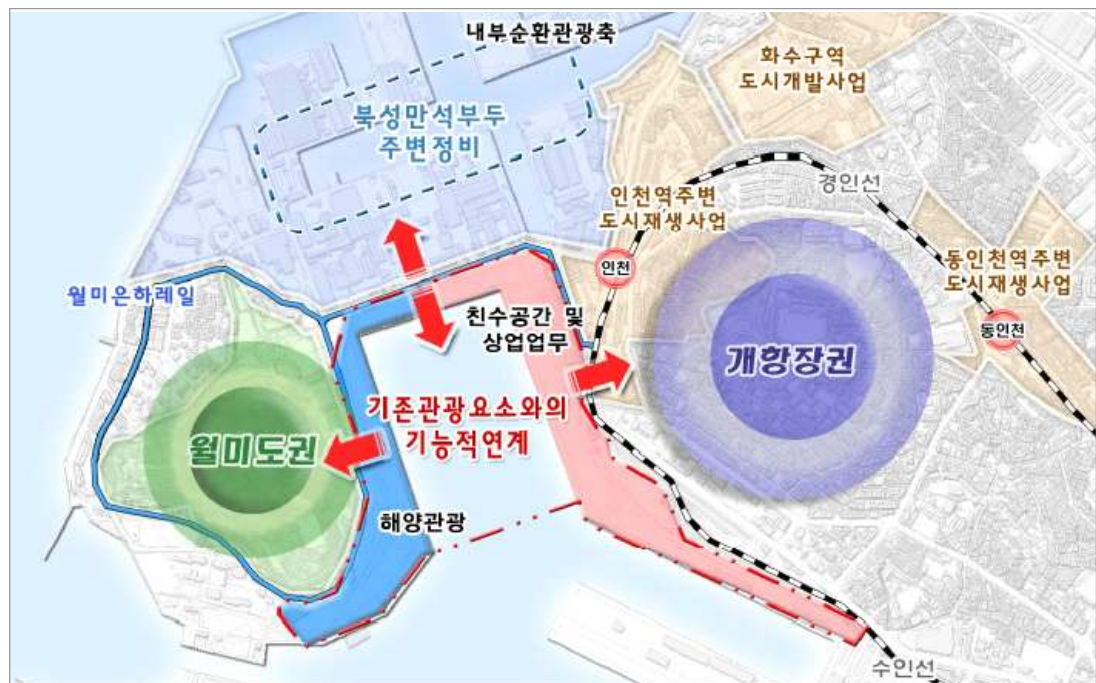 내부순환관광축
화수구역
도시개발사업
북성만석부두
주변정비
경인선
인천역주변
도시재생사업
인천
동인천역주변
도시재생사업
월미은하레일
친수공간 및
상업업무
동인천
개항장권
기존관광요소와의
기능적연계
월미도권
해양관광
수인선